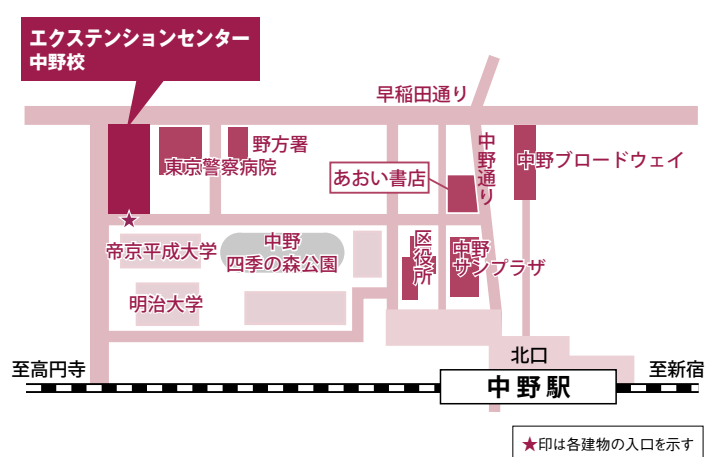 エクステンションセンター
中野校
早稲田通り
野方署
東京警察病院
中野通り
中野ブロードウェイ
あおい書店
帝京平成大学
中野
四季の森公園
区役所
中野
サンプラザ
明治大学
北口
至高円寺
至新宿
中野駅
★印は各建物の入口を示す